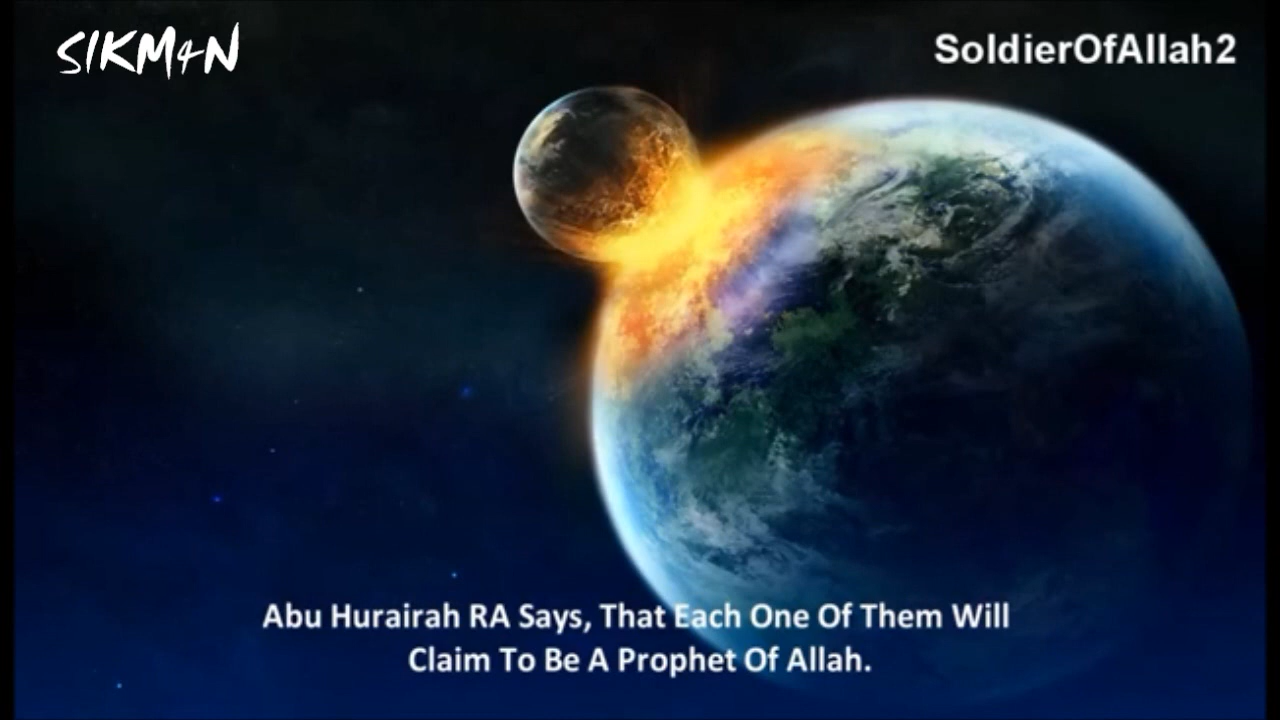 SIKM4N
SoldierOfAllah2
Abu Hurairah RA Says, That Each One Of Them Will
Claim To Be A Prophet Of Allah.